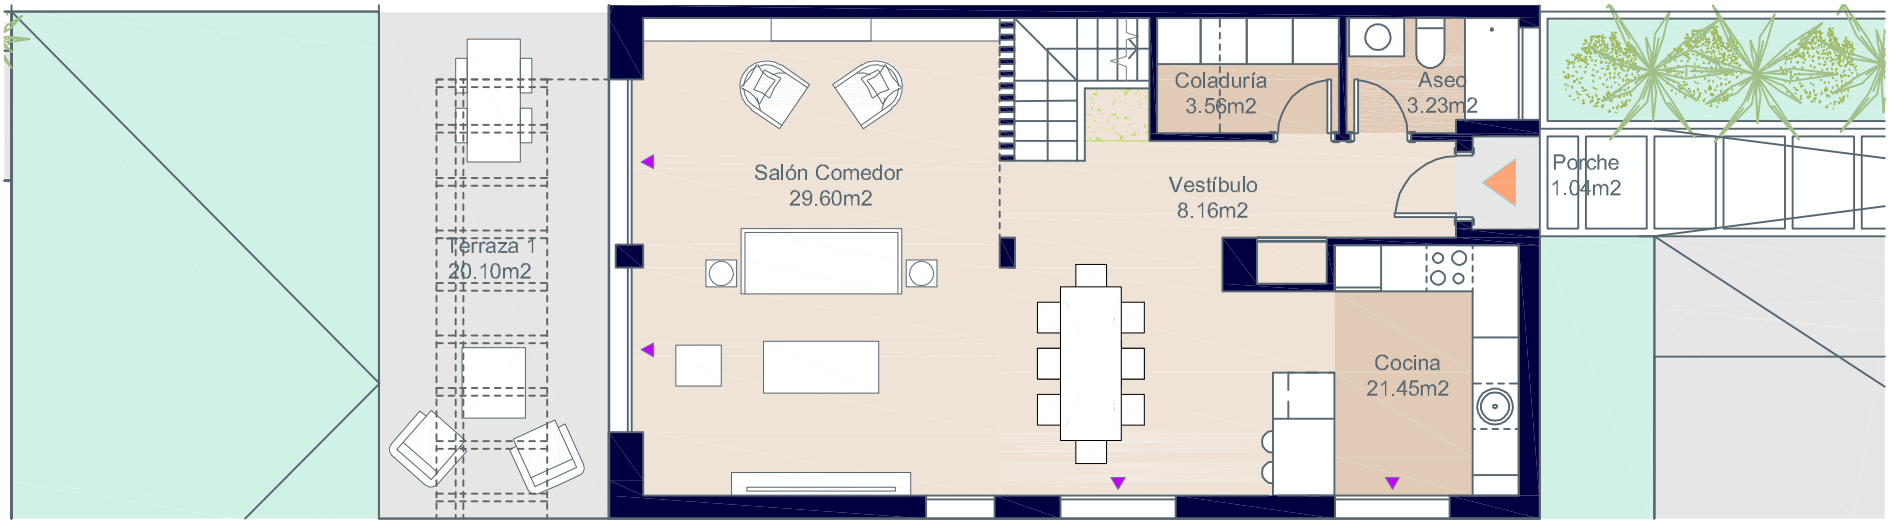 Coladuría
3.56m2
Aseo
3.23m2
Salón Comedor
29.60m2
Vestíbulo
8.16m2
Porche
1.04m2
Terraza 1
20.10m2
Cocina
21.45m2